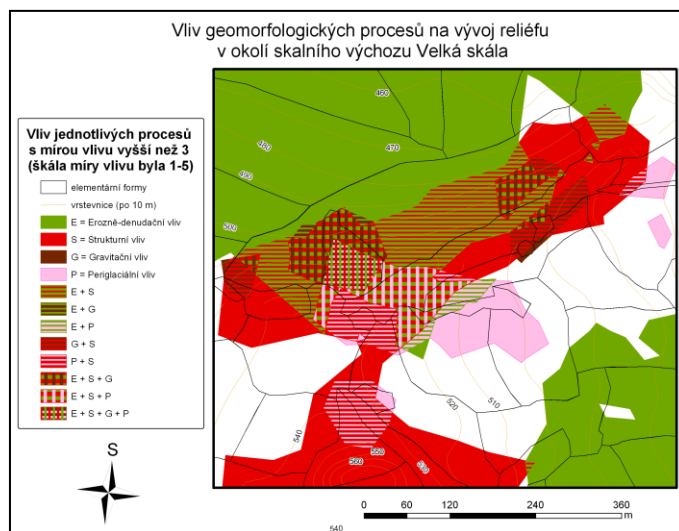 Vliv geomorfologických procesů na vývoj reliéfu
v okolí skalního výchozu Velká skála
Vliv jednotlivých procesů
s mírou vlivu vyšší než 3
(škála míry vlivu byla 1-5)
elementární formy
vrstevnice (po 10 m)
E = Erozně-denudační vliv
S = Strukturní vliv
G = Gravitační vliv
P = Periglaciální vliv
E + S
E + G
E + P
G + S
P + S
E + S + G
E + S + P
E + S + G + P
460
470
480
490
500
510
520
530
540
550
560
S
0 60 120 240 360
m
540